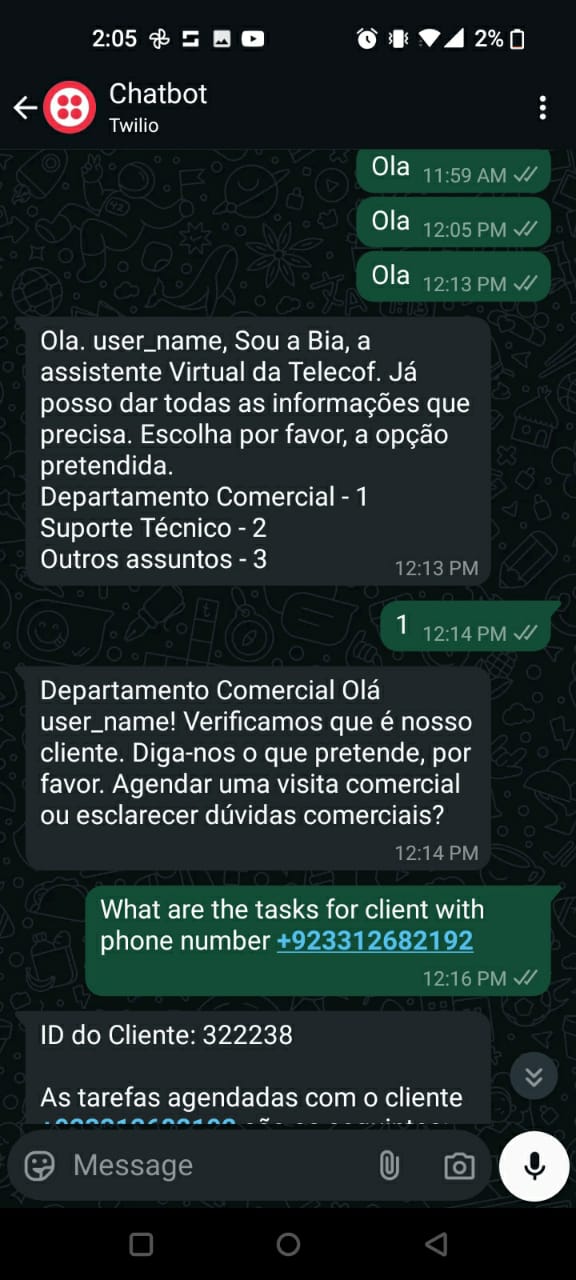 2:05 2%
Chatbot
Twilio
Ola 11:59 AM
Ola 12:05 PM
Ola 12:13 PM
Ola. user_name, Sou a Bia, a
assistente Virtual da Telecof. Já
posso dar todas as informações que
precisa. Escolha por favor, a opção
pretendida.
Departamento Comercial - 1
Suporte Técnico - 2
Outros assuntos - 3
12:13 PM
1 12:14 PM
Departamento Comercial Olá
user_name! Verificamos que é nosso
cliente. Diga-nos o que pretende, por
favor. Agendar uma visita comercial
ou esclarecer dúvidas comerciais?
12:14 PM
What are the tasks for client with
phone number +923312682192
12:16 PM
ID do Cliente: 322238
As tarefas agendadas com o cliente
Message